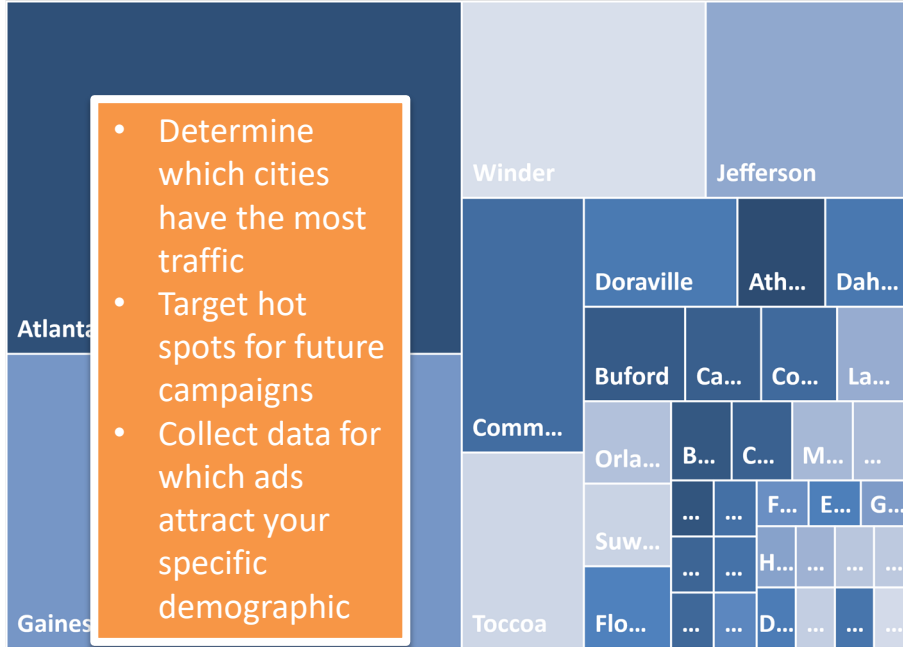 Atlanta
Gaines
• Determine
which cities
have the most
traffic
• Target hot
spots for future
campaigns
• Collect data for
which ads
attract your
specific
demographic
Winder
Jefferson
Comm...
Toccoa
Doraville
Ath...
Dah...
Buford
Ca...
Co...
La...
Orla...
B...
C...
M...
...
Suw...
Flo...
... ...
F...
E...
G...
... ...
H...
... ... ...
... ...
D...
... ... ...